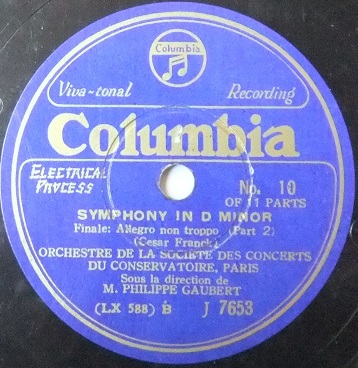 Columbia
Viva-tonal Recording
Columbia
ELECTRICAL
PROCESS
No. 10
OF 11 PARTS
SYMPHONY IN D MINOR
Finale: Allegro non troppo (Part 2)
(Cesar Franck)
ORCHESTRE DE LA SOCIETE DES CONCERTS
DU CONSERVATOIRE, PARIS
Sous la direction de
M. PHILIPPE GAUBERT
(LX 588) B J 7653